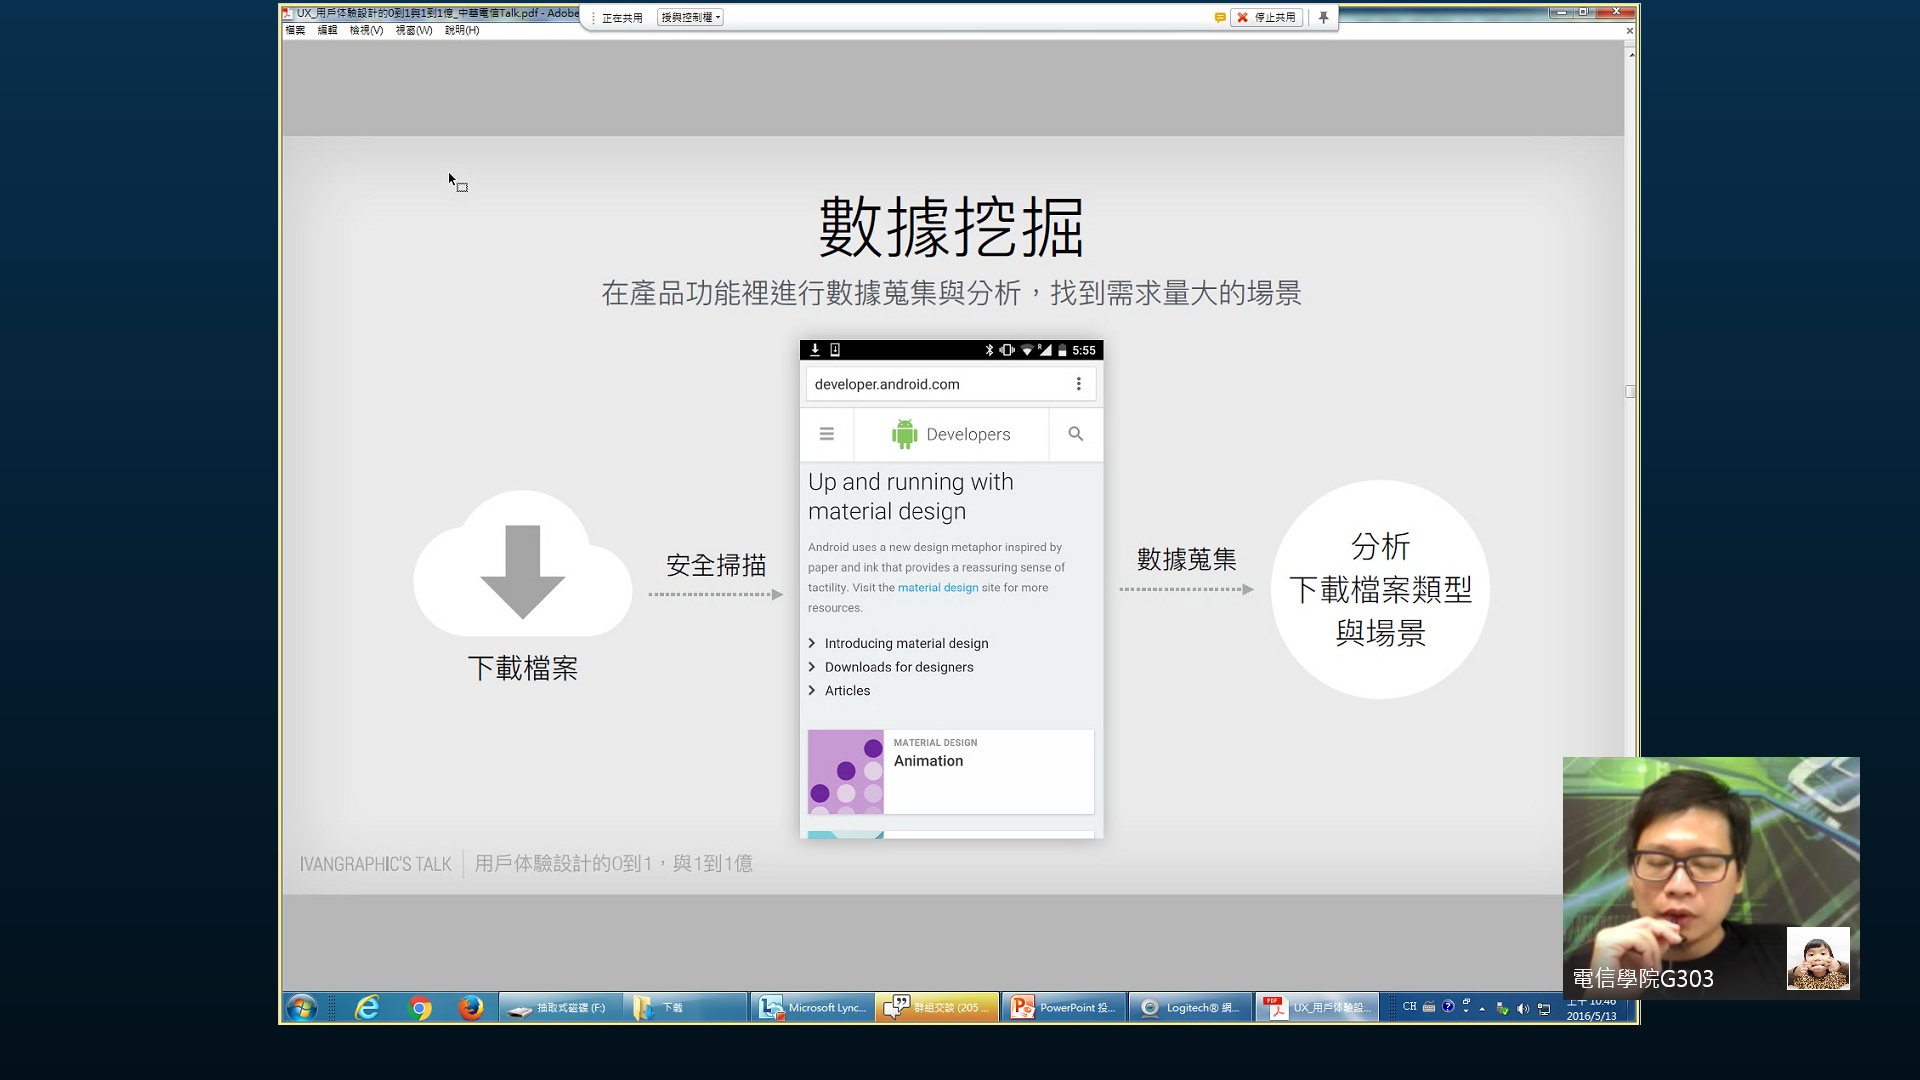 UX_用戶体驗設計的0到1與1到1億_中華電信Talk.pdf - Adobe
正在共用
授與控制權
停止共用
檔案 編輯 檢視(V) 視窗(W) 說明(H)
數據挖掘
在產品功能裡進行數據蒐集與分析，找到需求量大的場景
5:55
developer.android.com
Developers
Up and running with
material design
Android uses a new design metaphor inspired by
paper and ink that provides a reassuring sense of
tactility. Visit the material design site for more
resources.
Introducing material design
Downloads for designers
Articles
MATERIAL DESIGN
Animation
下載檔案
安全掃描
數據蒐集
分析
下載檔案類型
與場景
IVANGRAPHIC'S TALK
用戶体驗設計的0到1，與1到1億
電信學院G303
抽取式磁碟 (F:)
下載
Microsoft Lync...
群組交談 (205 ...
PowerPoint 投...
Logitech® 網...
UX_用戶体驗設...
CH
上午 10:46
2016/5/13